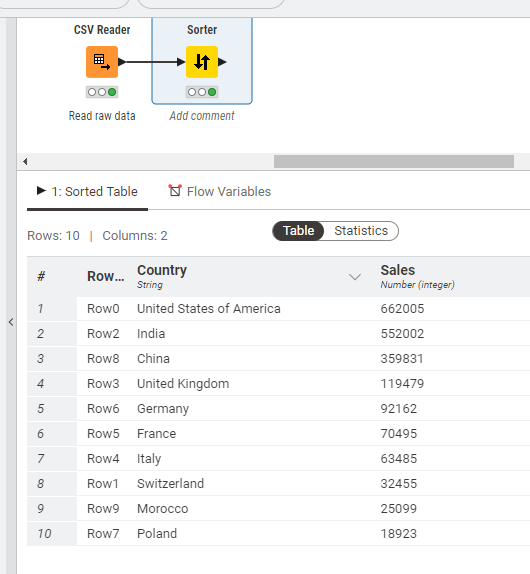 CSV Reader Sorter
Read raw data Add comment
1: Sorted Table Flow Variables
Rows: 10 | Columns: 2 Table Statistics
# Row... Country Sales
String Number (integer)
1 Row0 United States of America 662005
2 Row2 India 552002
3 Row8 China 359831
4 Row3 United Kingdom 119479
5 Row6 Germany 92162
6 Row5 France 70495
7 Row4 Italy 63485
8 Row1 Switzerland 32455
9 Row9 Morocco 25099
10 Row7 Poland 18923